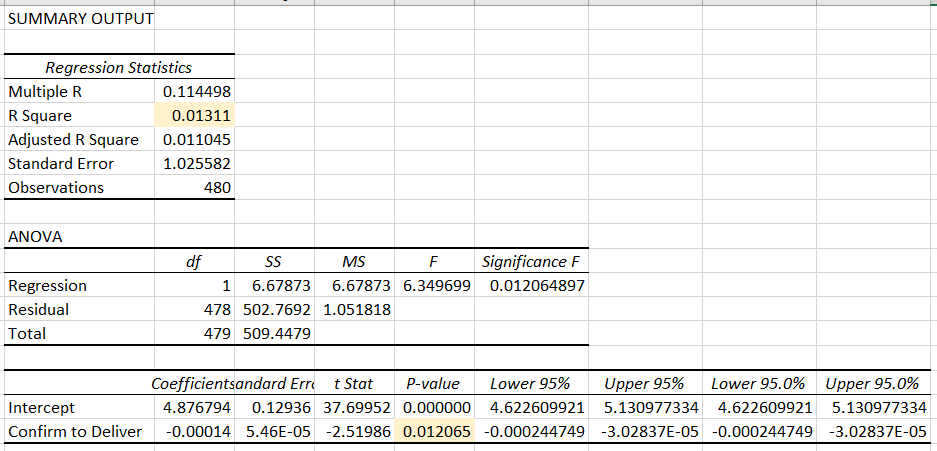 SUMMARY OUTPUT
Regression Statistics
Multiple R 0.114498
R Square 0.01311
Adjusted R Square 0.011045
Standard Error 1.025582
Observations 480
ANOVA
df SS MS F Significance F
Regression 1 6.67873 6.67873 6.349699 0.012064897
Residual 478 502.7692 1.051818
Total 479 509.4479
Coefficients andard Erro t Stat P-value Lower 95% Upper 95% Lower 95.0% Upper 95.0%
Intercept 4.876794 0.12936 37.69952 0.000000 4.622609921 5.130977334 4.622609921 5.130977334
Confirm to Deliver -0.00014 5.46E-05 -2.51986 0.012065 -0.000244749 -3.02837E-05 -0.000244749 -3.02837E-05